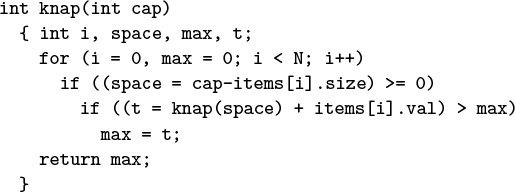 int knap(int cap)
{ int i, space, max, t;
for (i = 0, max = 0; i < N; i++)
if ((space = cap-items[i].size) >= 0)
if ((t = knap(space) + items[i].val) > max)
max = t;
return max;
}